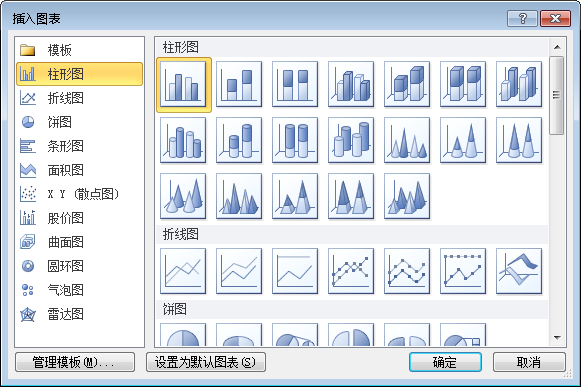 插入图表
模板
柱形图
折线图
饼图
条形图
面积图
X Y (散点图)
股价图
曲面图
圆环图
气泡图
雷达图
柱形图
折线图
饼图
管理模板(M)...
设置为默认图表(S)
确定
取消